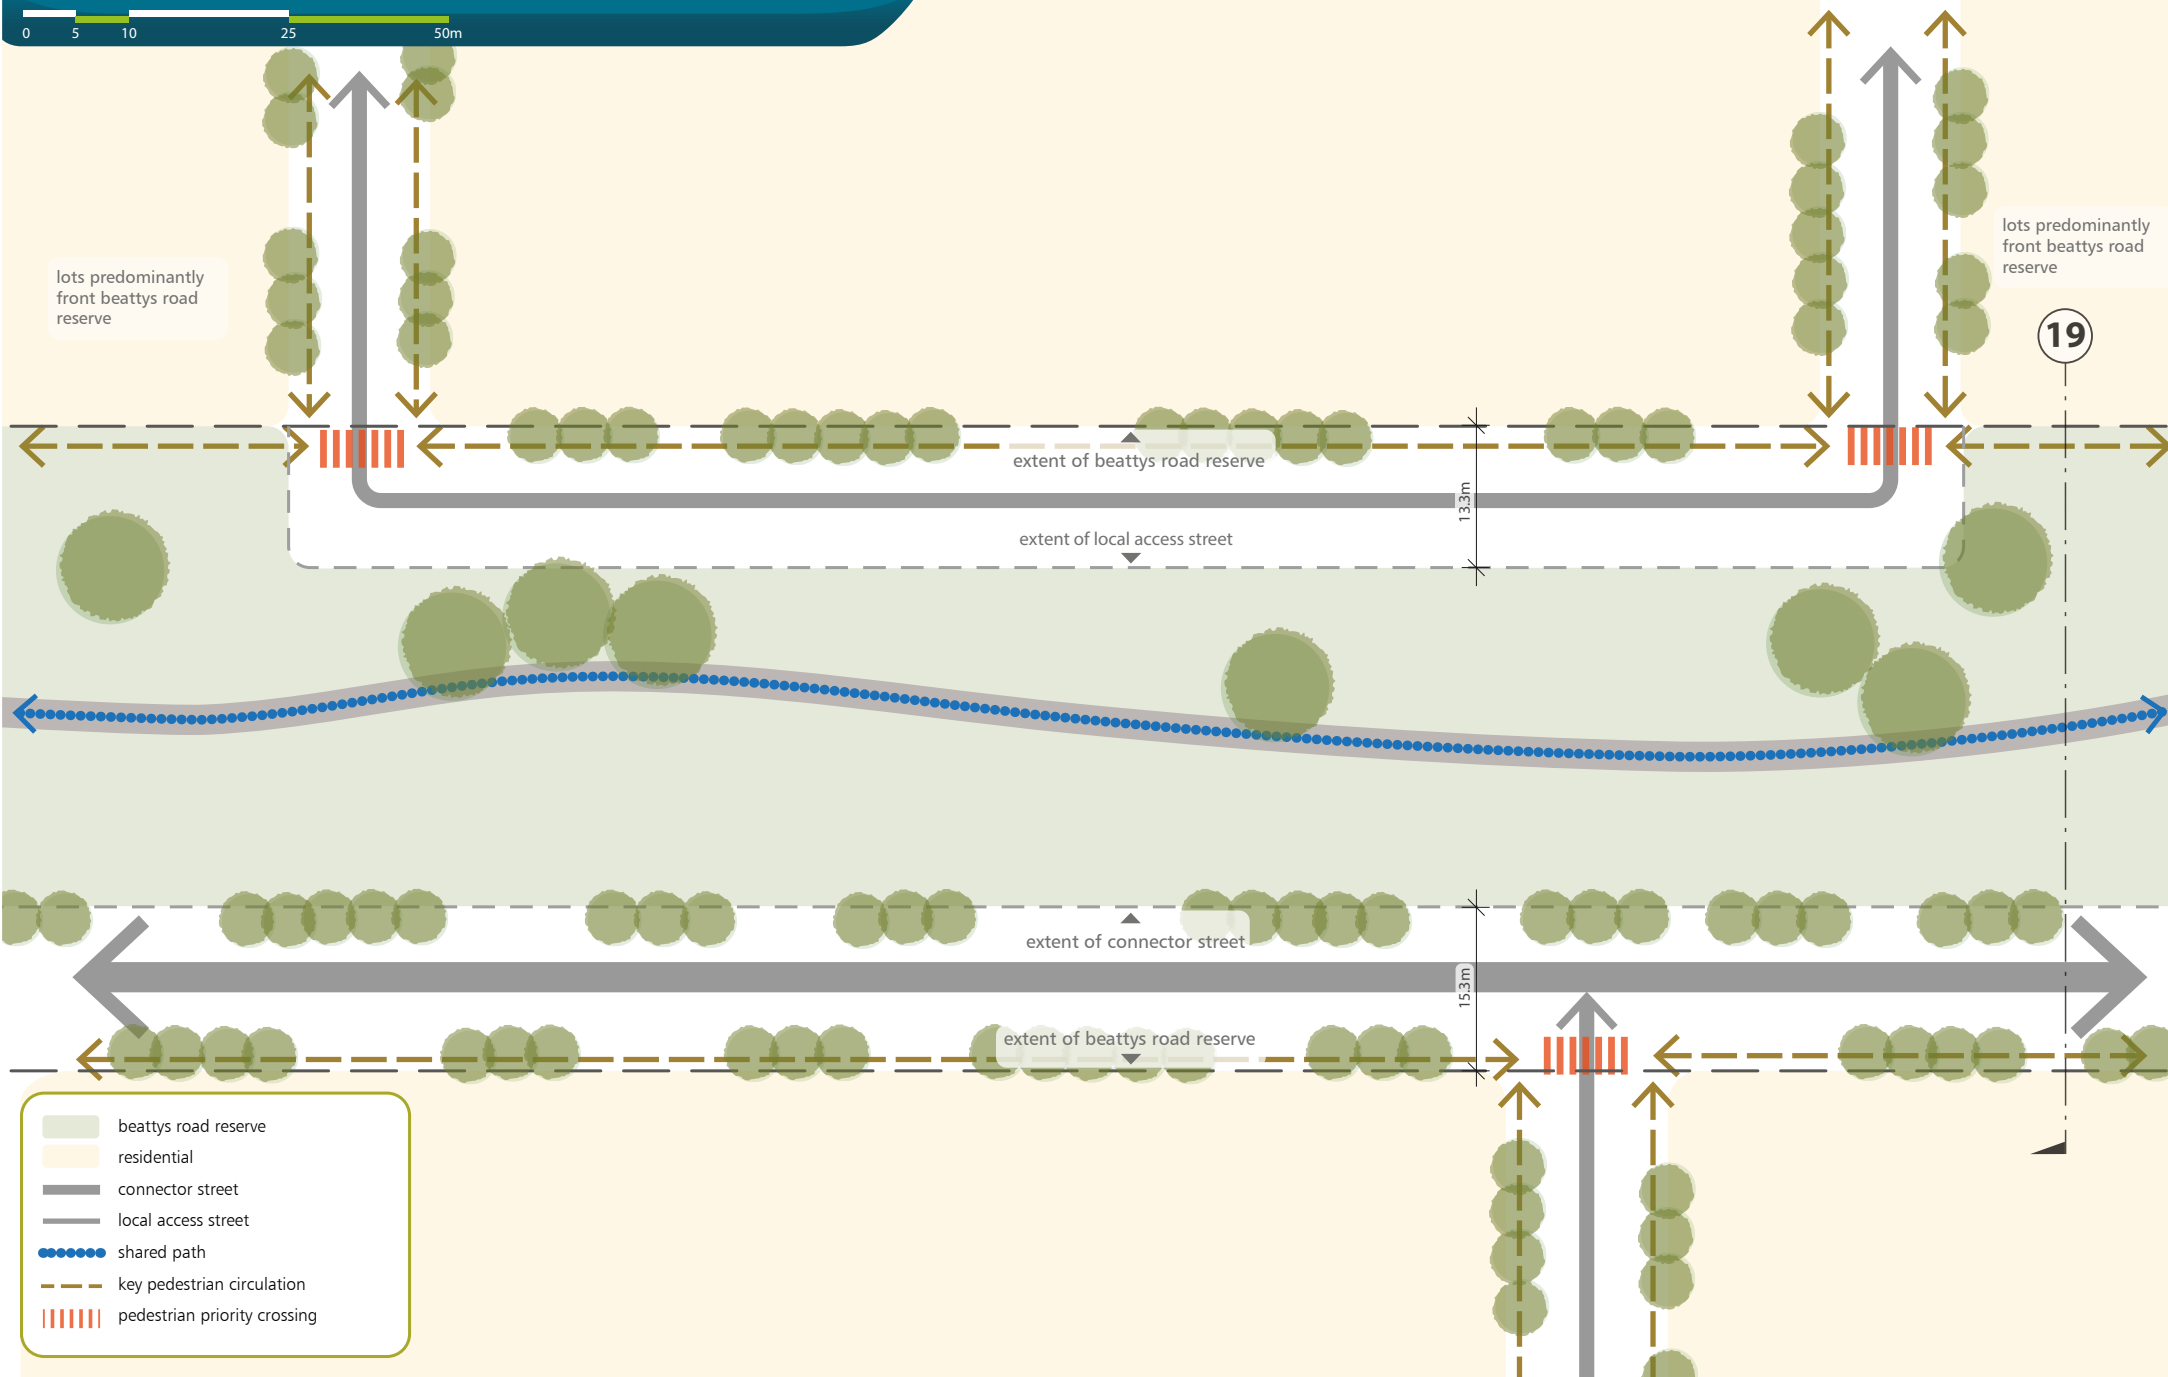 0 5 10 25 50m
lots predominantly
front beattys road
reserve
lots predominantly
front beattys road
reserve
19
extent of beattys road reserve
13.3m
extent of local access street
extent of connector street
15.3m
extent of beattys road reserve
beattys road reserve
residential
connector street
local access street
shared path
key pedestrian circulation
pedestrian priority crossing